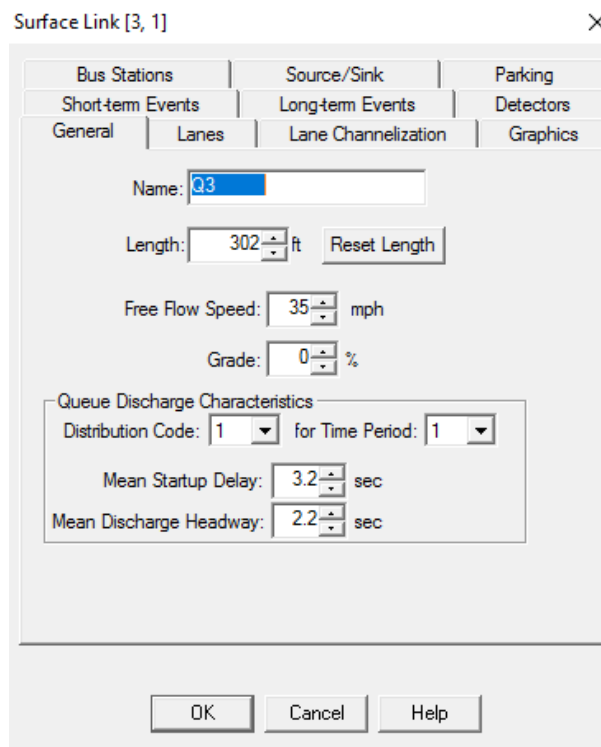 Surface Link [3, 1]
Bus Stations Source/Sink Parking
Short-term Events Long-term Events Detectors
General Lanes Lane Channelization Graphics
Name: Q3
Length: 302 ft Reset Length
Free Flow Speed: 35 mph
Grade: 0 %
Queue Discharge Characteristics
Distribution Code: 1 for Time Period: 1
Mean Startup Delay: 3.2 sec
Mean Discharge Headway: 2.2 sec
OK Cancel Help